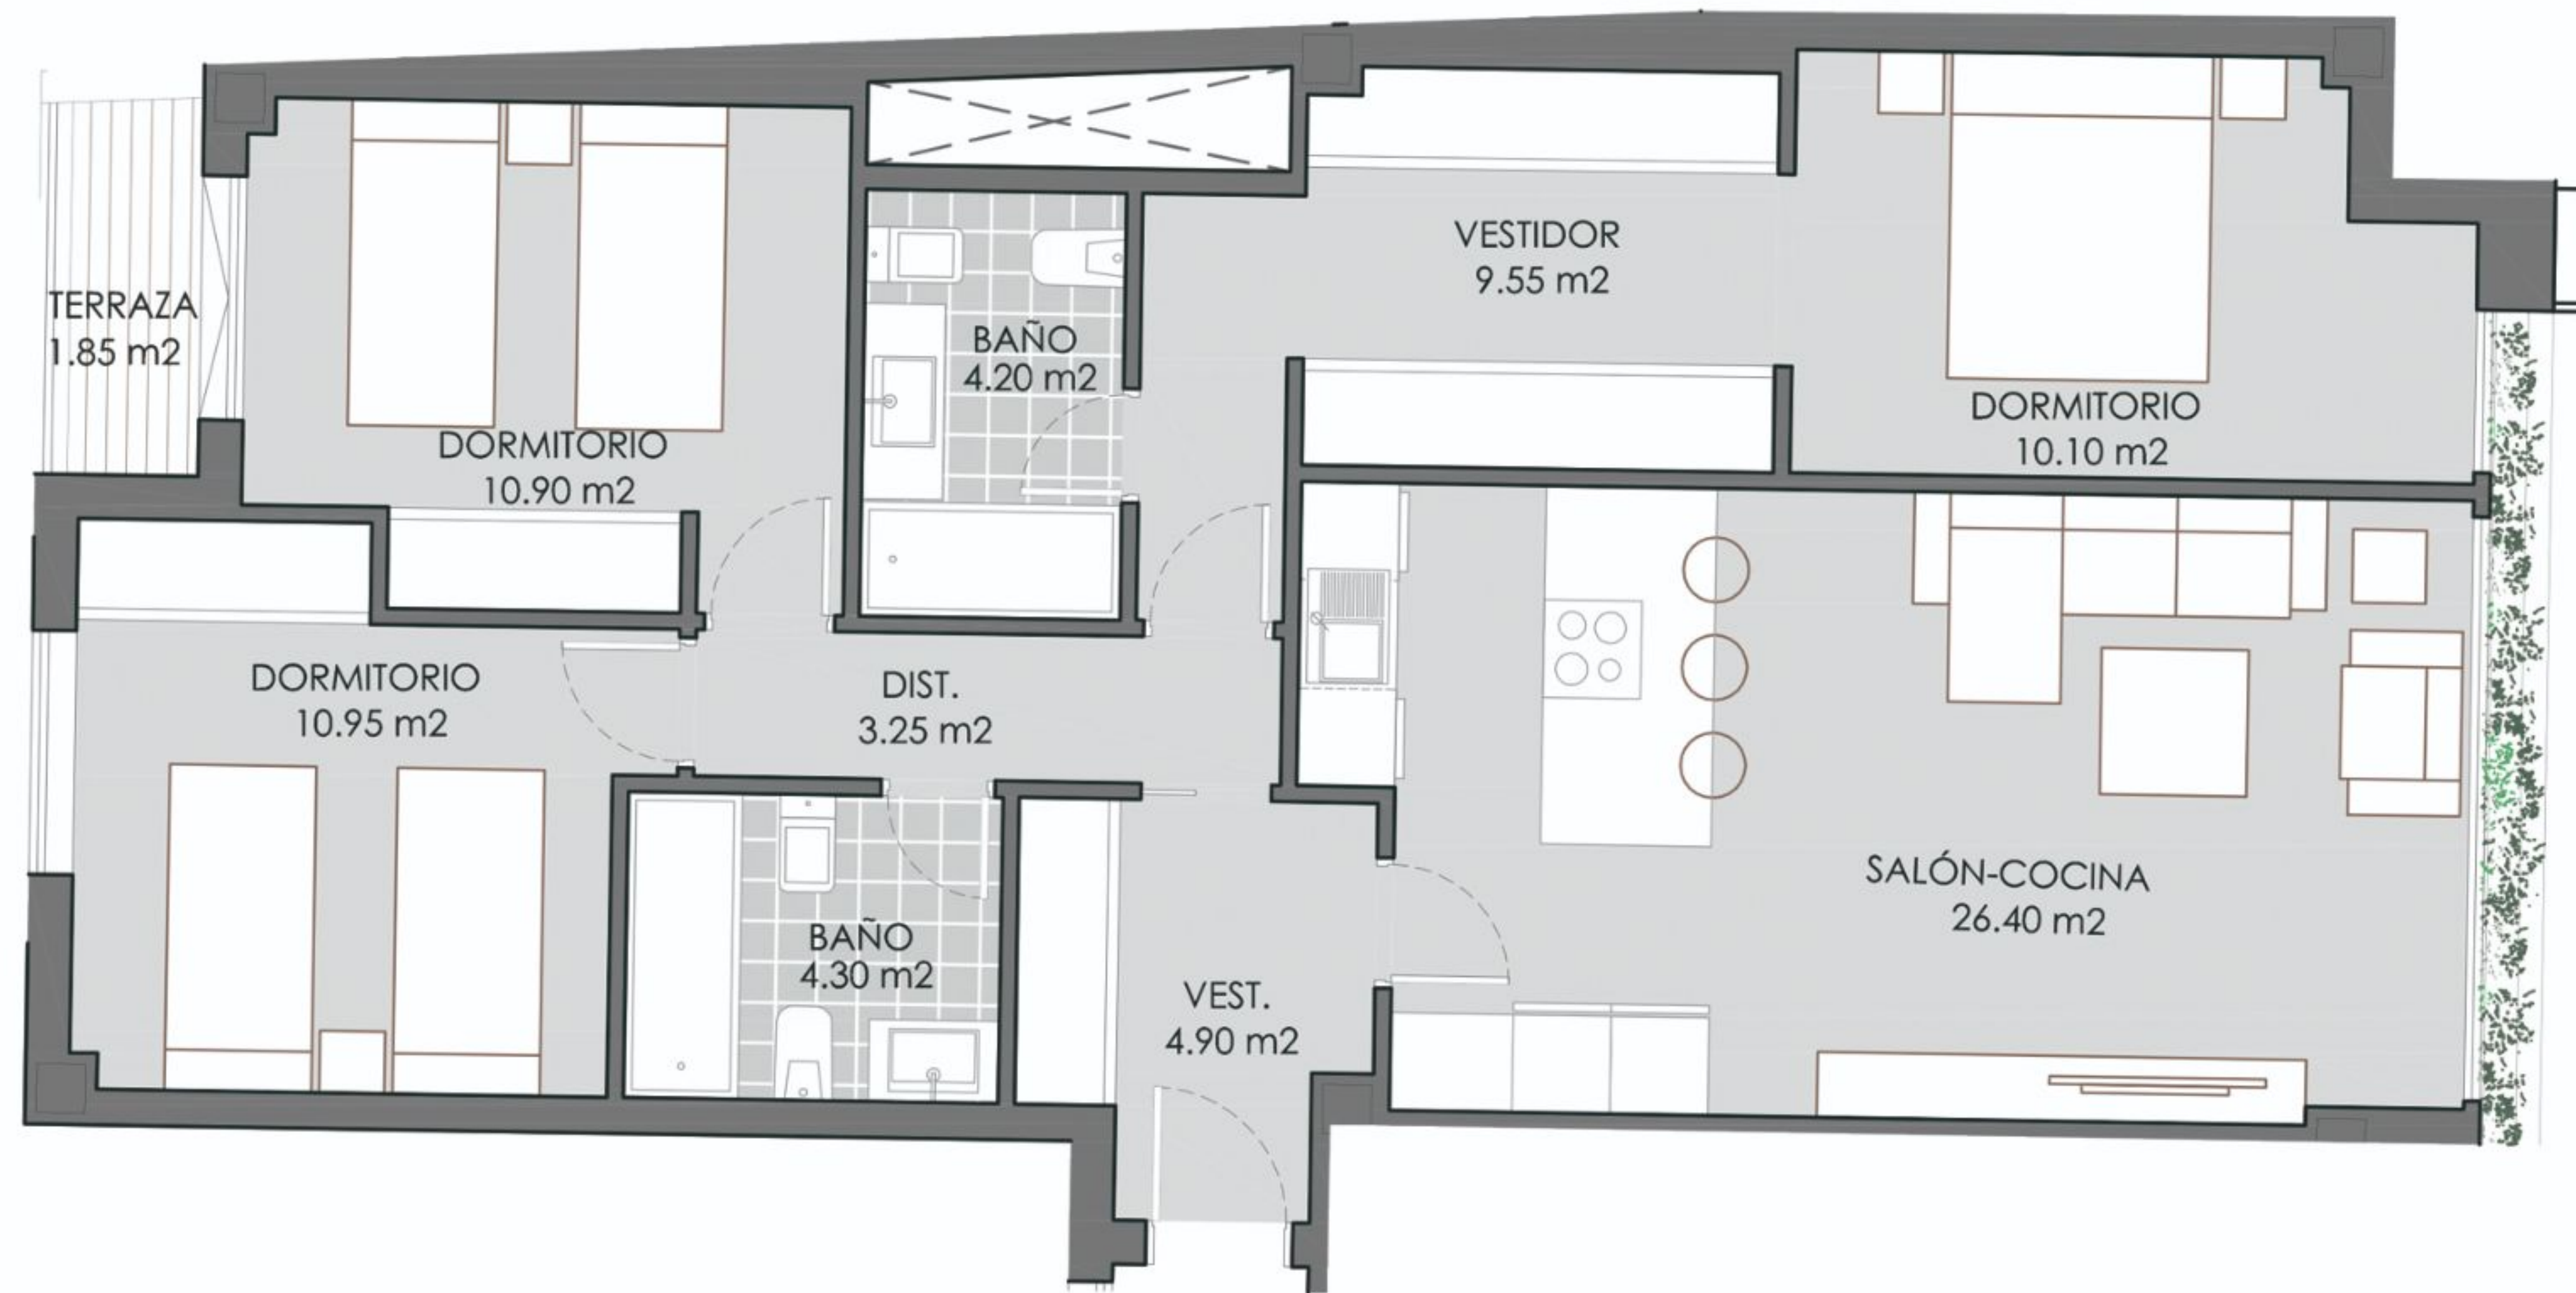 TERRAZA
1.85 m2
DORMITORIO
10.90 m2
BAÑO
4.20 m2
VESTIDOR
9.55 m2
DORMITORIO
10.10 m2
DORMITORIO
10.95 m2
DIST.
3.25 m2
BAÑO
4.30 m2
VEST.
4.90 m2
SALÓN-COCINA
26.40 m2